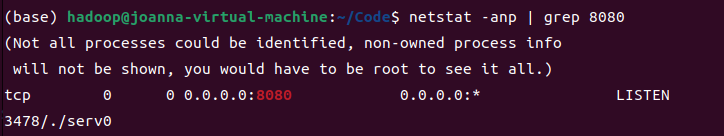 (base) hadoop@joanna-virtual-machine:~/Code$ netstat -anp | grep 8080
(Not all processes could be identified, non-owned process info
 will not be shown, you would have to be root to see it all.)
tcp        0      0 0.0.0.0:8080            0.0.0.0:*               LISTEN
3478/./serv0